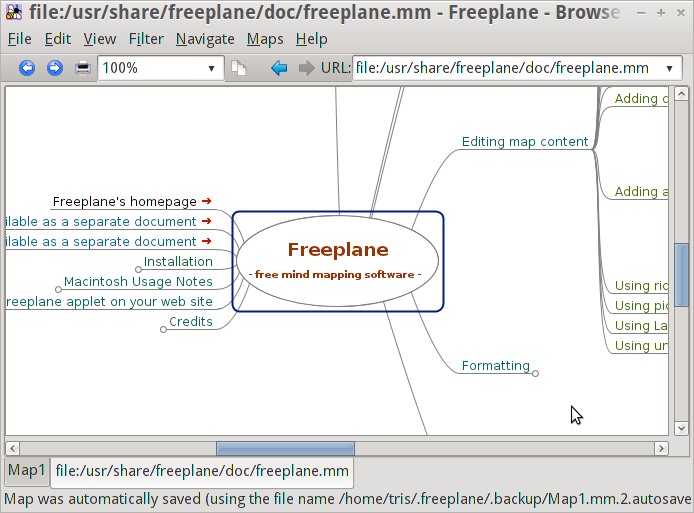 file:/usr/share/freeplane/doc/freeplane.mm - Freeplane - Browse
File Edit View Filter Navigate Maps Help
100% URL: file:/usr/share/freeplane/doc/freeplane.mm
Adding c
Editing map content
Adding a
Freeplane's homepage
ilable as a separate document
ilable as a separate document
Installation
Macintosh Usage Notes
reeplane applet on your web site
Credits
Freeplane
- free mind mapping software -
Using ric
Using pic
Using La
Using un
Formatting
Map1 file:/usr/share/freeplane/doc/freeplane.mm
Map was automatically saved (using the file name /home/tris/.freeplane/.backup/Map1.mm.2.autosave